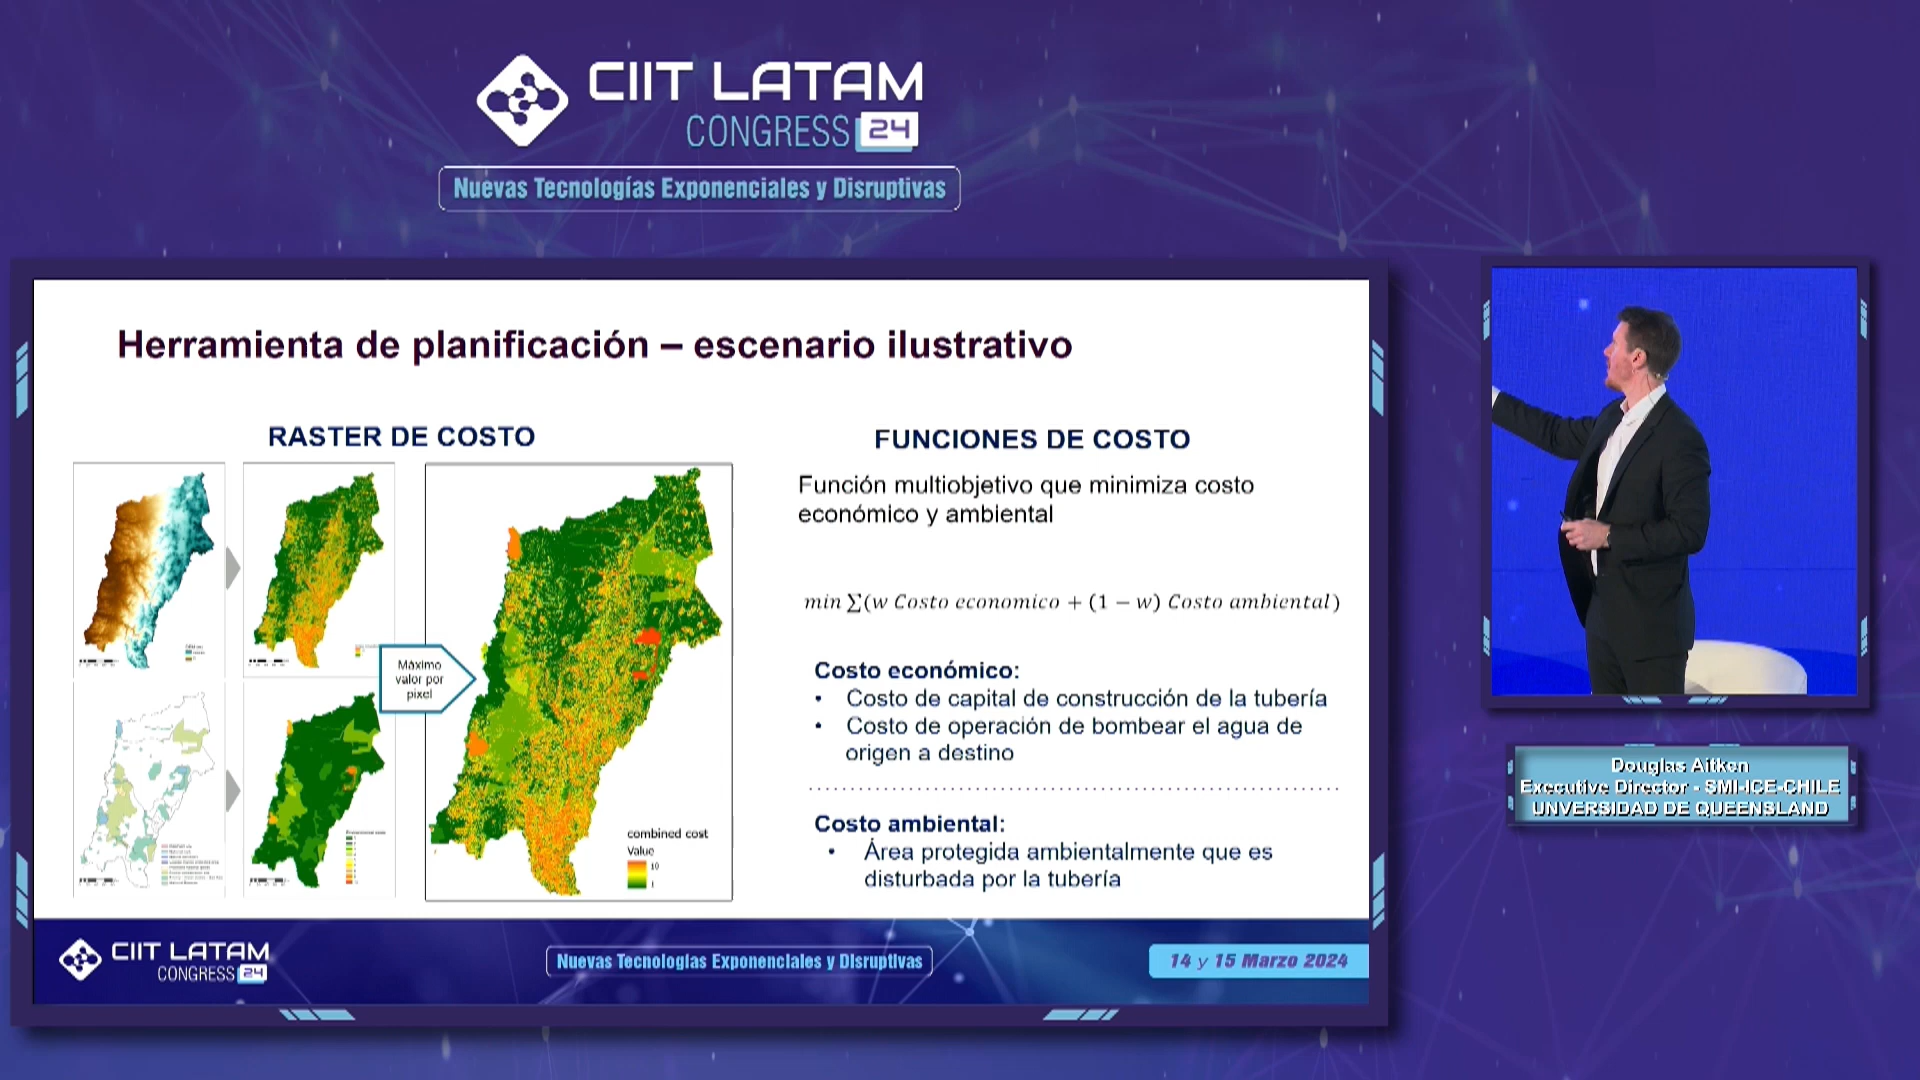 CIIT LATAM
CONGRESS 24
Nuevas Tecnologías Exponenciales y Disruptivas
Herramienta de planificación – escenario ilustrativo
RASTER DE COSTO
Máximo
valor por
pixel
combined cost
Value
10
1
FUNCIONES DE COSTO
Función multiobjetivo que minimiza costo
económico y ambiental
min ∑(w Costo economico + (1 − w) Costo ambiental)
Costo económico:
• Costo de capital de construcción de la tubería
• Costo de operación de bombear el agua de
origen a destino
Costo ambiental:
• Área protegida ambientalmente que es
disturbada por la tubería
CIIT LATAM
CONGRESS 24
Nuevas Tecnologías Exponenciales y Disruptivas
14 y 15 Marzo 2024
Douglas Aitken
Executive Director - SMI-ICE-CHILE
UNVERSIDAD DE QUEENSLAND